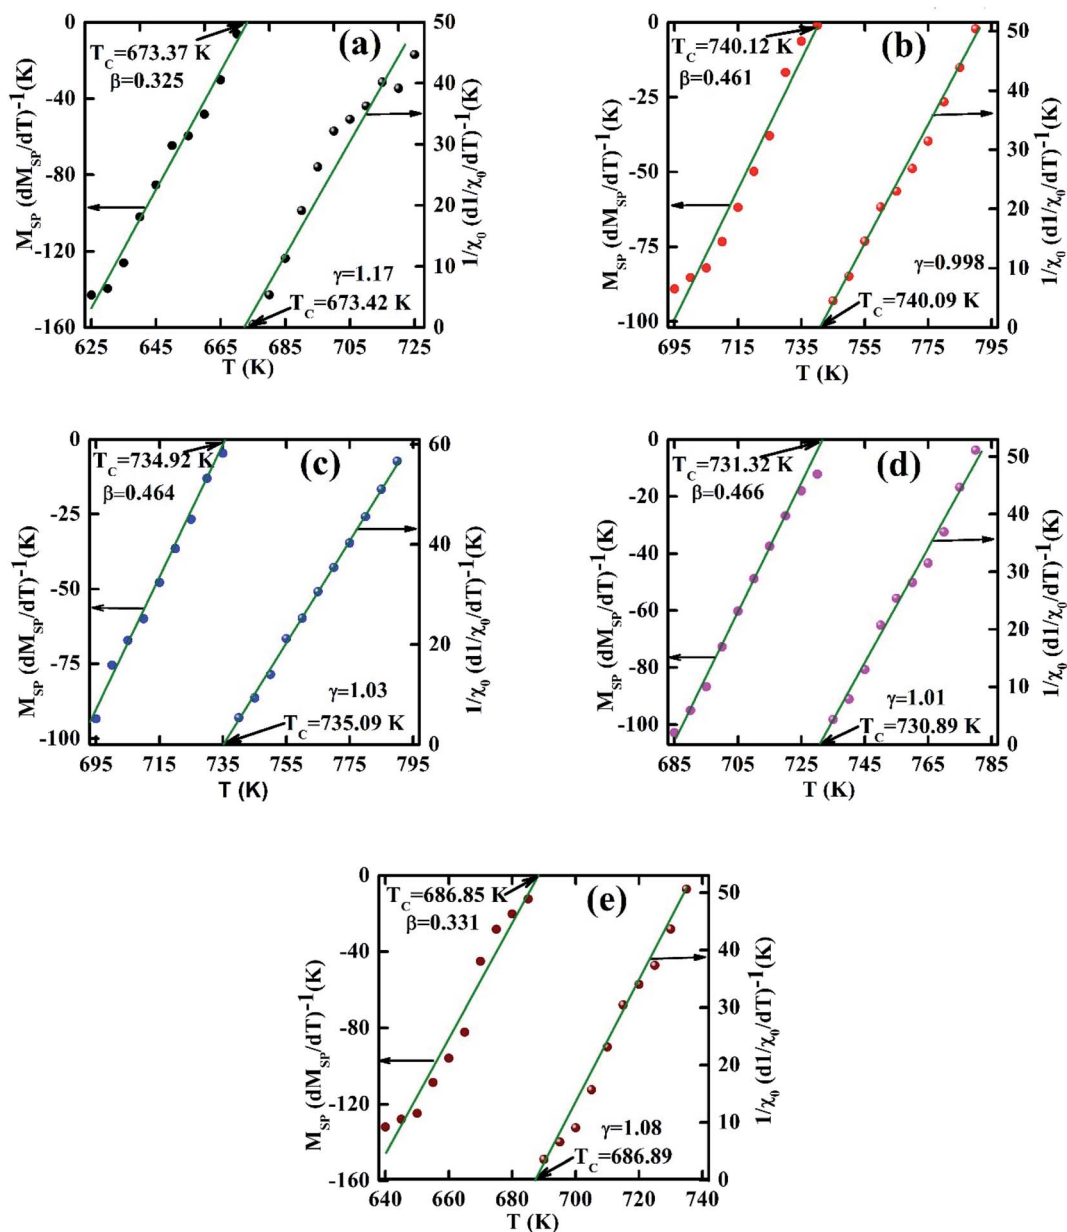 0
-40
-80
-120
-160
M_SP (dM_SP/dT)^-1(K)
T_C=673.37 K
β=0.325
(a)
γ=1.17
T_C=673.42 K
50
40
30
20
10
0
1/χ_0 (d1/χ_0/dT)^-1(K)
625 645 665 685 705 725
T (K)
0
-25
-50
-75
-100
M_SP (dM_SP/dT)^-1(K)
T_C=740.12 K
β=0.461
(b)
γ=0.998
T_C=740.09 K
50
40
30
20
10
0
1/χ_0 (d1/χ_0/dT)^-1(K)
695 715 735 755 775 795
T (K)
0
-25
-50
-75
-100
M_SP (dM_SP/dT)^-1(K)
T_C=734.92 K
β=0.464
(c)
γ=1.03
T_C=735.09 K
60
40
20
0
1/χ_0 (d1/χ_0/dT)^-1(K)
695 715 735 755 775 795
T (K)
0
-20
-40
-60
-80
-100
M_SP (dM_SP/dT)^-1(K)
T_C=731.32 K
β=0.466
(d)
γ=1.01
T_C=730.89 K
50
40
30
20
10
0
1/χ_0 (d1/χ_0/dT)^-1(K)
685 705 725 745 765 785
T (K)
0
-40
-80
-120
-160
M_SP (dM_SP/dT)^-1(K)
T_C=686.85 K
β=0.331
(e)
γ=1.08
T_C=686.89
50
40
30
20
10
0
1/χ_0 (d1/χ_0/dT)^-1(K)
640 660 680 700 720 740
T (K)